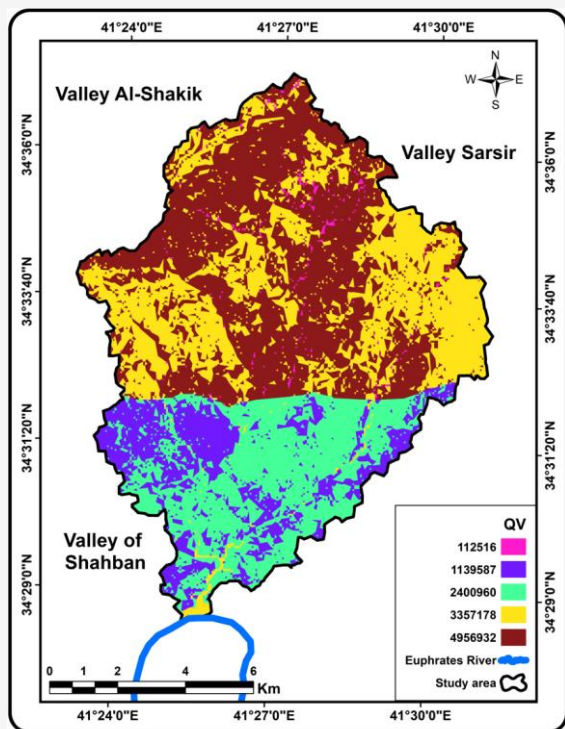 41°24'0"E 41°27'0"E 41°30'0"E
N
W E
S
Valley Al-Shakik
Valley Sarsir
34°36'0"N
34°36'0"N
34°33'40"N
34°33'40"N
34°31'20"N
34°31'20"N
34°29'0"N
34°29'0"N
Valley of
Shahban
QV
112516
1139587
2400960
3357178
4956932
Euphrates River
Study area
0 1 2 4 6
Km
41°24'0"E 41°27'0"E 41°30'0"E